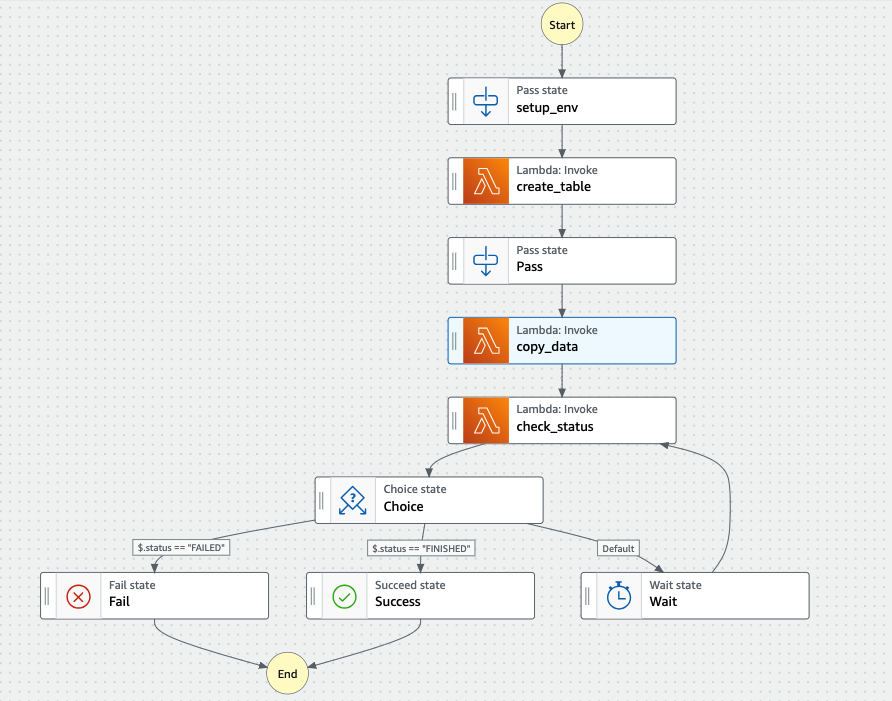 Start
Pass state
setup_env
Lambda: Invoke
create_table
Pass state
Pass
Lambda: Invoke
copy_data
Lambda: Invoke
check_status
Choice state
Choice
$.status == "FAILED"
$.status == "FINISHED"
Default
Fail state
Fail
Succeed state
Success
Wait state
Wait
End